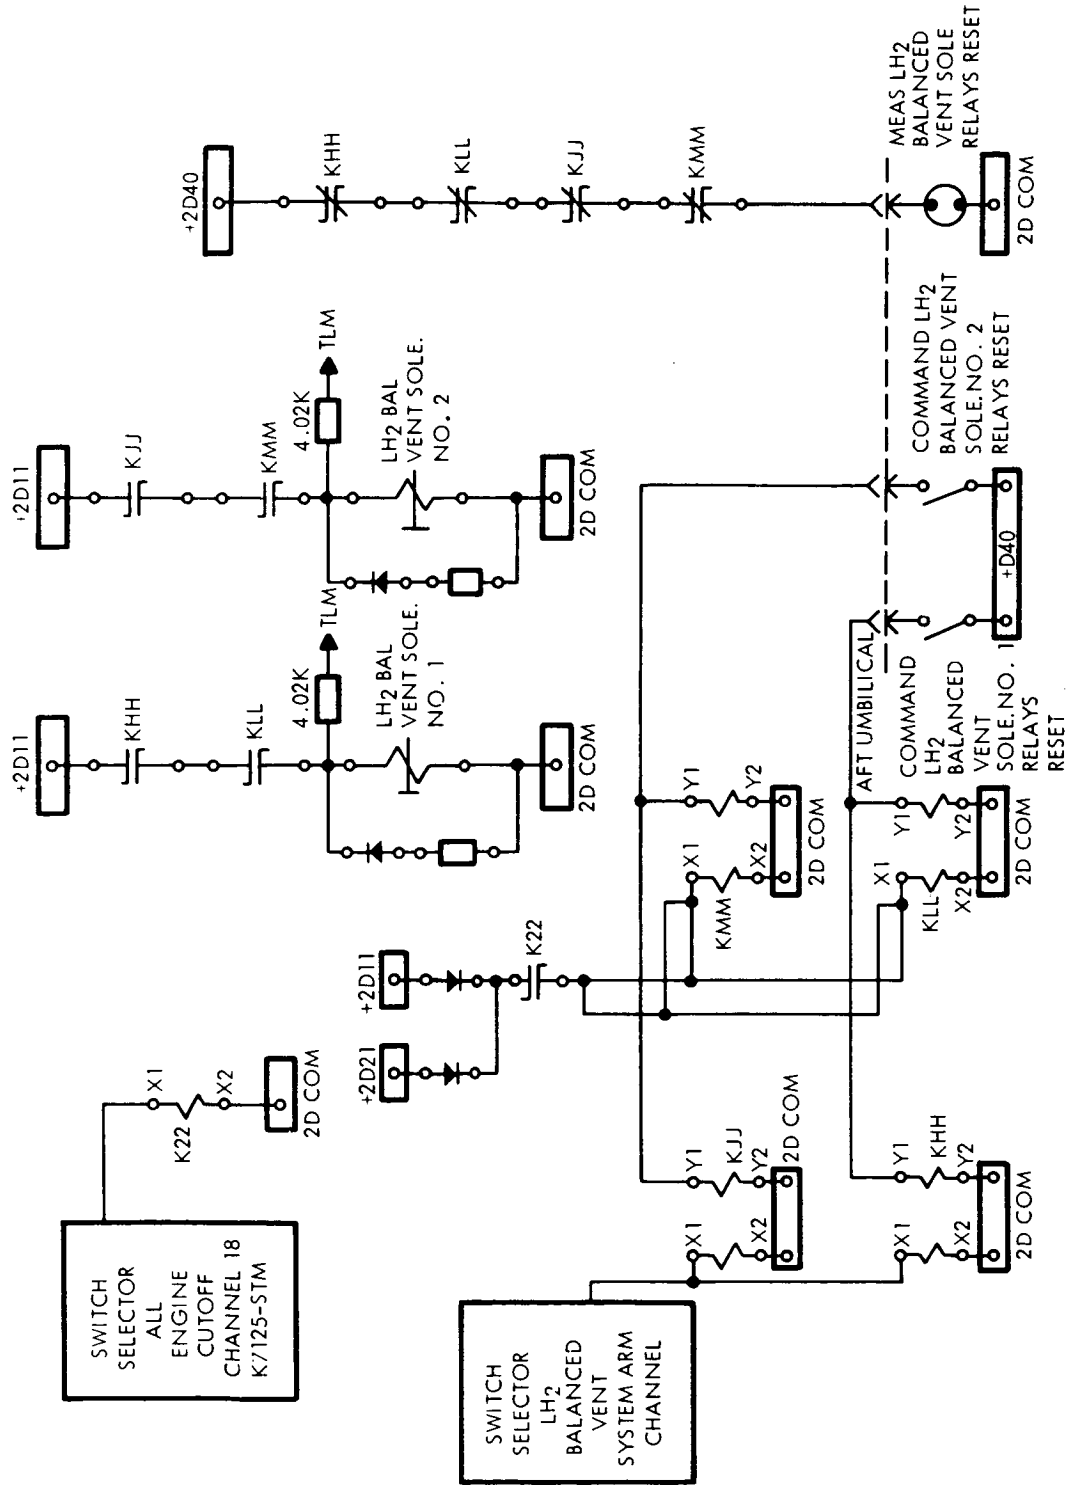 SWITCH
SELECTOR
ALL
ENGINE
CUTOFF
CHANNEL 18
K7125-STM
X1
K22
X2
2D COM
+2D11
KHH
KLL
4.02K
TLM
LH2 BAL
VENT SOLE.
NO. 1
2D COM
+2D11
KJJ
KMM
4.02K
TLM
LH2 BAL
VENT SOLE.
NO. 2
2D COM
+2D40
KHH
KLL
KJJ
KMM
MEAS LH2
BALANCED
VENT SOLE
RELAYS RESET
2D COM
+2D21
+2D11
K22
SWITCH
SELECTOR
LH2
BALANCED
VENT
SYSTEM ARM
CHANNEL
X1
X2
Y1
KJJ
Y2
2D COM
X1
KMM
X2
Y1
Y2
2D COM
X1
X2
Y1
KHH
Y2
2D COM
X1
KLL
X2
Y1
Y2
2D COM
AFT UMBILICAL
COMMAND
LH2
BALANCED
VENT
SOLE.NO. 1
RELAYS
RESET
+D40
COMMAND LH2
BALANCED VENT
SOLE.NO. 2
RELAYS RESET